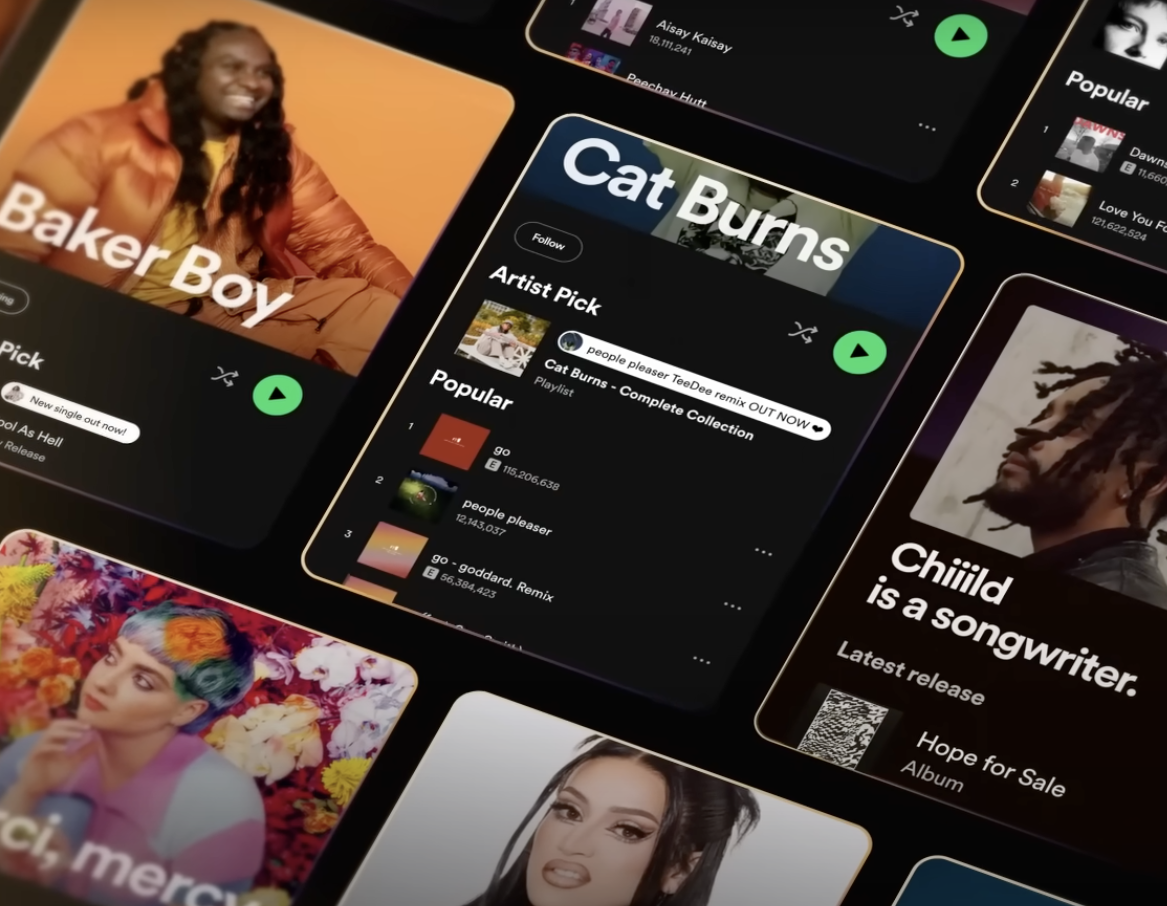 1
Aisay Kaisay
18,111,241
Peechay Hutt
Popular
1
E 11,660
2
Love You Fo
121,622,524
Baker Boy
ing
Pick
New single out now!
ool As Hell
Release
Cat Burns
Follow
Artist Pick
people pleaser TeeDee remix OUT NOW ❤
Cat Burns - Complete Collection
Playlist
Popular
1
go
E 115,206,638
2
people pleaser
12,143,037
3
go - goddard. Remix
E 56,384,423
Chiiild
is a songwriter.
Latest release
Hope for Sale
Album
rci, mercy